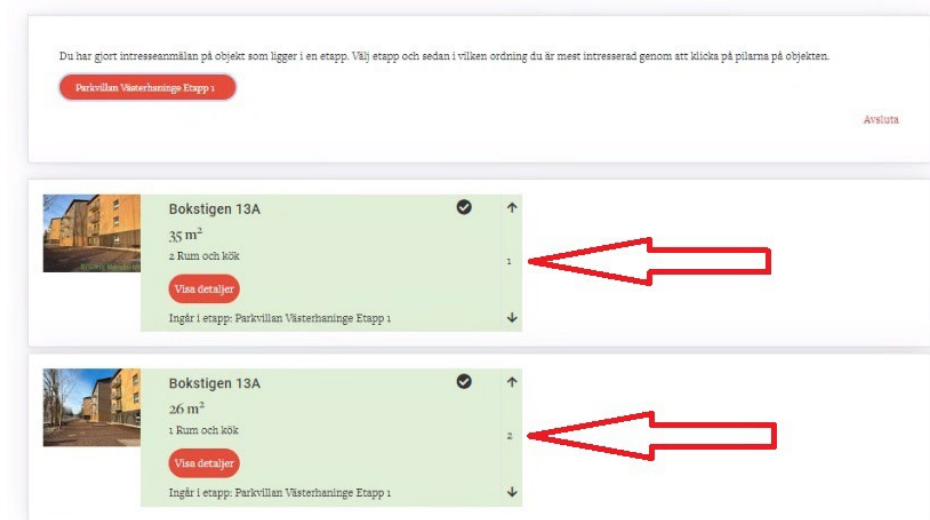 Du har gjort intresseanmälan på objekt som ligger i en etapp. Välj etapp och sedan i vilken ordning du är mest intresserad genom att klicka på pilarna på objekten.
Parkvillan Västerhaninge Etapp 1
Avsluta
Bokstigen 13A
35 m²
2 Rum och kök
1
Visa detaljer
Ingår i etapp: Parkvillan Västerhaninge Etapp 1
Bokstigen 13A
26 m²
1 Rum och kök
2
Visa detaljer
Ingår i etapp: Parkvillan Västerhaninge Etapp 1